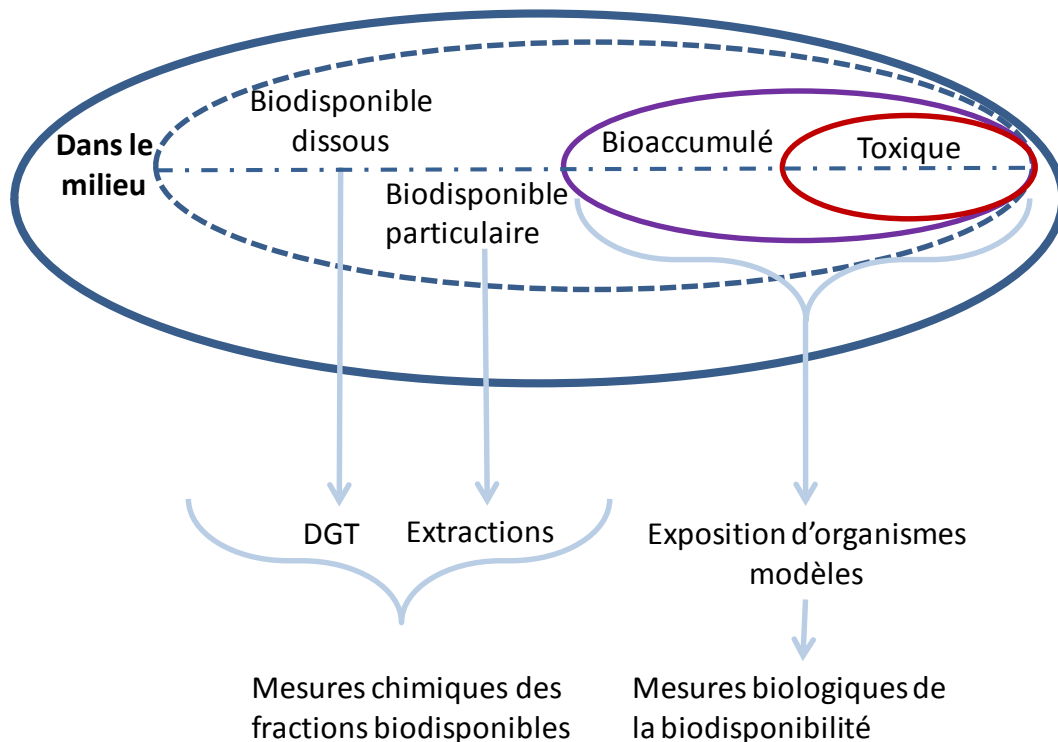 Biodisponible
dissous
Dans le
milieu
Bioaccumulé
Toxique
Biodisponible
particulaire
DGT
Extractions
Exposition d'organismes
modèles
Mesures chimiques des
fractions biodisponibles
Mesures biologiques de
la biodisponibilité